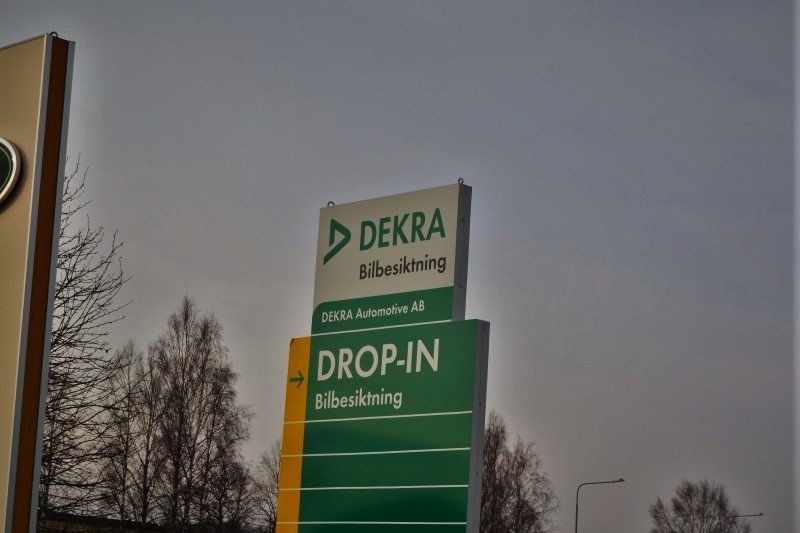 DEKRA
Bilbesiktning
DEKRA Automotive AB
DROP-IN
Bilbesiktning